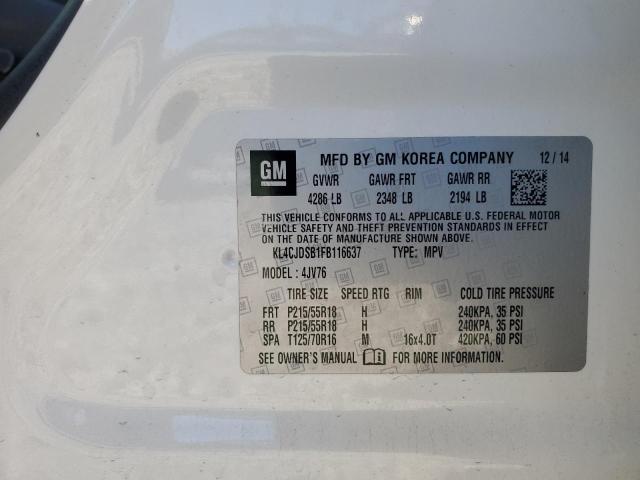 GM MFD BY GM KOREA COMPANY 12/14
GVWR GAWR FRT GAWR RR
4286 LB 2348 LB 2194 LB
THIS VEHICLE CONFORMS TO ALL APPLICABLE U.S. FEDERAL MOTOR
VEHICLE SAFETY AND THEFT PREVENTION STANDARDS IN EFFECT
ON THE DATE OF MANUFACTURE SHOWN ABOVE.
KL4CJDSB1FB116637 TYPE: MPV
MODEL: 4JV76
TIRE SIZE SPEED RTG RIM COLD TIRE PRESSURE
FRT P215/55R18 H 240KPA, 35 PSI
RR P215/55R18 H 240KPA, 35 PSI
SPA T125/70R16 M 16x4.0T 420KPA, 60 PSI
SEE OWNER'S MANUAL FOR MORE INFORMATION